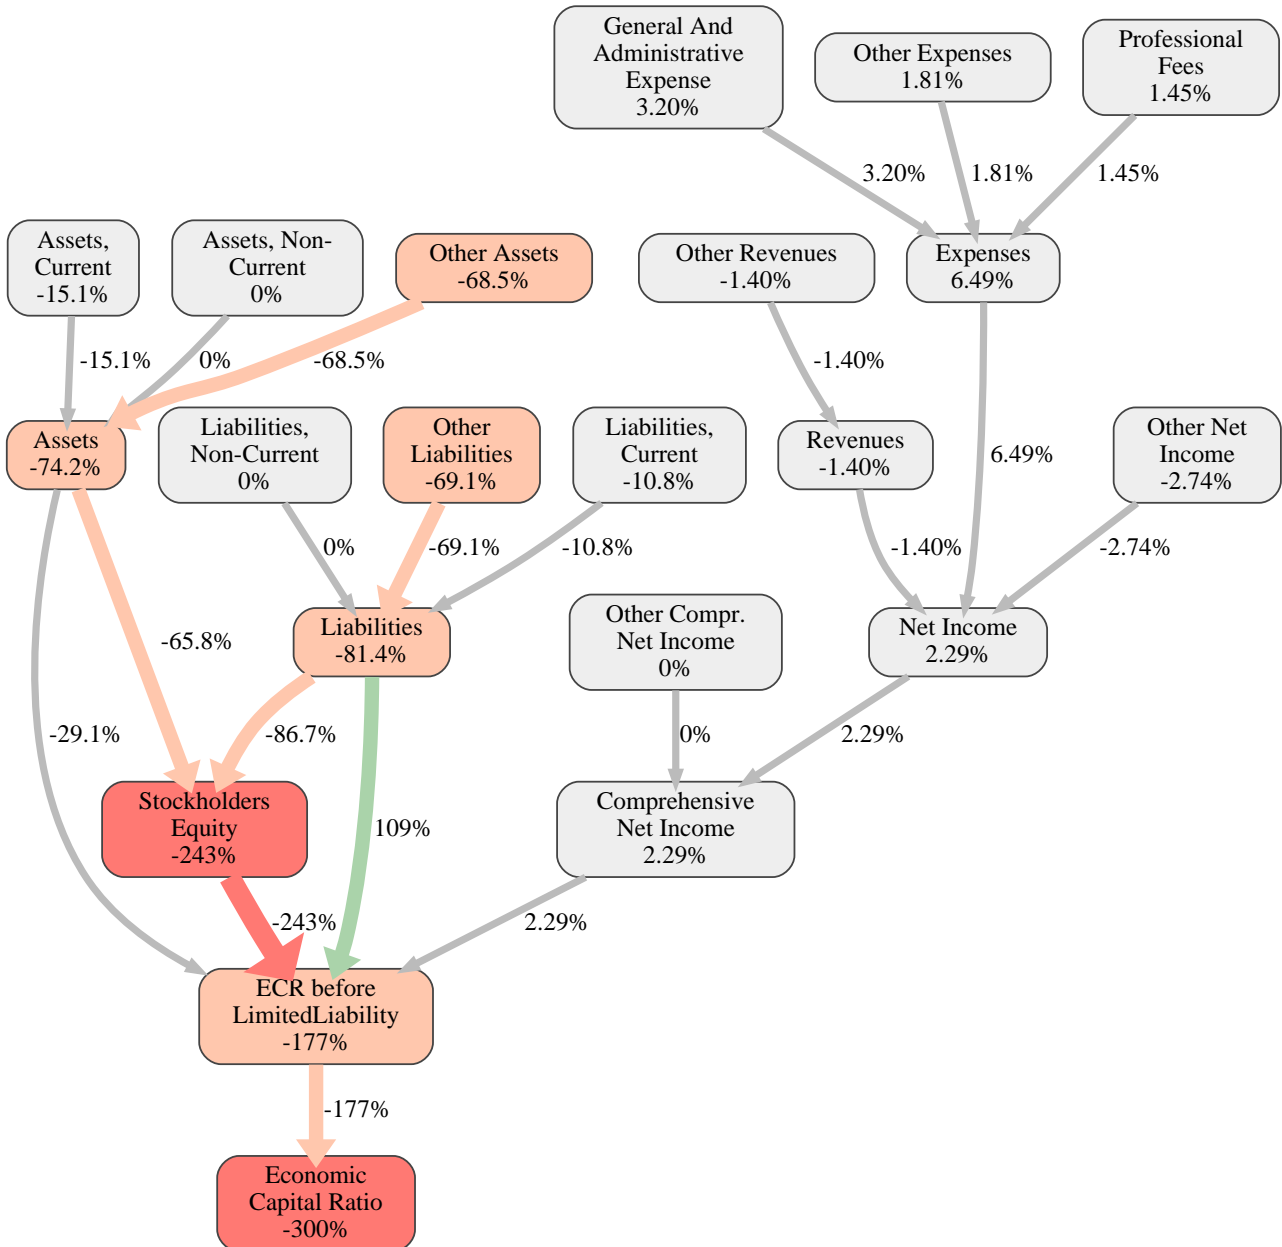 General And
Administrative
Expense
3.20%
Other Expenses
1.81%
Professional
Fees
1.45%
3.20%
1.81%
1.45%
Assets,
Current
-15.1%
Assets, Non-
Current
0%
Other Assets
-68.5%
Other Revenues
-1.40%
Expenses
6.49%
-15.1%
0%
-68.5%
-1.40%
Assets
-74.2%
Liabilities,
Non-Current
0%
Other
Liabilities
-69.1%
Liabilities,
Current
-10.8%
Revenues
-1.40%
6.49%
Other Net
Income
-2.74%
0%
-69.1%
-10.8%
-1.40%
-2.74%
-65.8%
Liabilities
-81.4%
Other Compr.
Net Income
0%
Net Income
2.29%
-29.1%
-86.7%
0%
2.29%
Stockholders
Equity
-243%
109%
Comprehensive
Net Income
2.29%
-243%
2.29%
ECR before
LimitedLiability
-177%
-177%
Economic
Capital Ratio
-300%